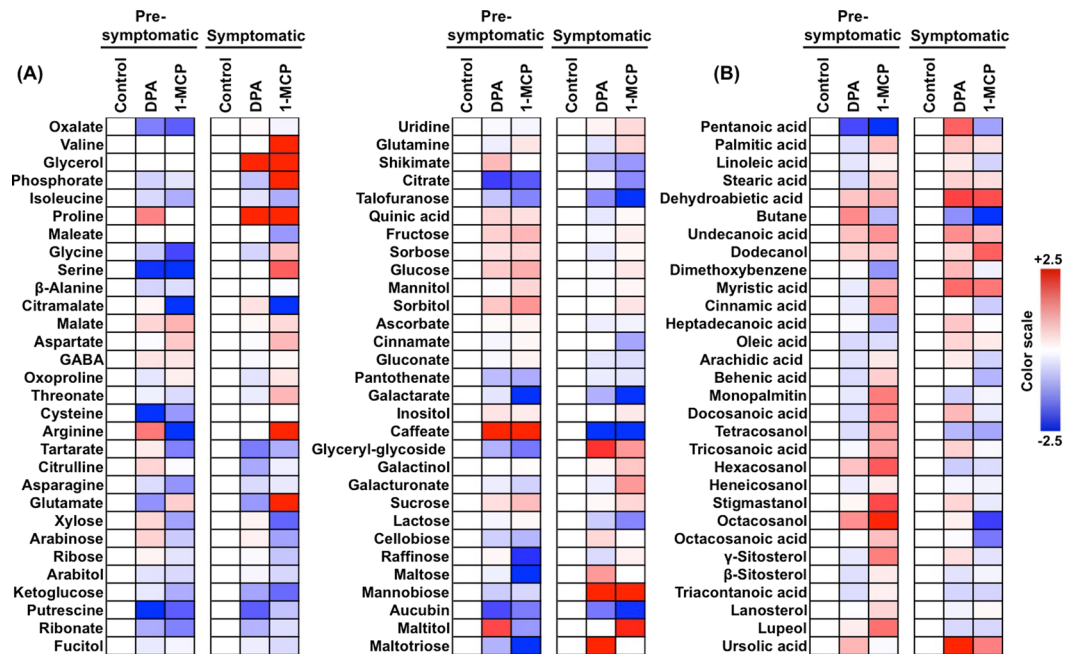 Pre-
symptomatic Symptomatic
Pre-
symptomatic Symptomatic
Pre-
symptomatic Symptomatic
(A)
(B)
Control DPA 1-MCP Control DPA 1-MCP
Control DPA 1-MCP Control DPA 1-MCP
Control DPA 1-MCP Control DPA 1-MCP
Oxalate
Valine
Glycerol
Phosphorate
Isoleucine
Proline
Maleate
Glycine
Serine
β-Alanine
Citramalate
Malate
Aspartate
GABA
Oxoproline
Threonate
Cysteine
Arginine
Tartarate
Citrulline
Asparagine
Glutamate
Xylose
Arabinose
Ribose
Arabitol
Ketoglucose
Putrescine
Ribonate
Fucitol
Uridine
Glutamine
Shikimate
Citrate
Talofuranose
Quinic acid
Fructose
Sorbose
Glucose
Mannitol
Sorbitol
Ascorbate
Cinnamate
Gluconate
Pantothenate
Galactarate
Inositol
Caffeate
Glyceryl-glycoside
Galactinol
Galacturonate
Sucrose
Lactose
Cellobiose
Raffinose
Maltose
Mannobiose
Aucubin
Maltitol
Maltotriose
Pentanoic acid
Palmitic acid
Linoleic acid
Stearic acid
Dehydroabietic acid
Butane
Undecanoic acid
Dodecanol
Dimethoxybenzene
Myristic acid
Cinnamic acid
Heptadecanoic acid
Oleic acid
Arachidic acid
Behenic acid
Monopalmitin
Docosanoic acid
Tetracosanol
Tricosanoic acid
Hexacosanol
Heneicosanol
Stigmastanol
Octacosanol
Octacosanoic acid
γ-Sitosterol
β-Sitosterol
Triacontanoic acid
Lanosterol
Lupeol
Ursolic acid
+2.5
Color scale
-2.5